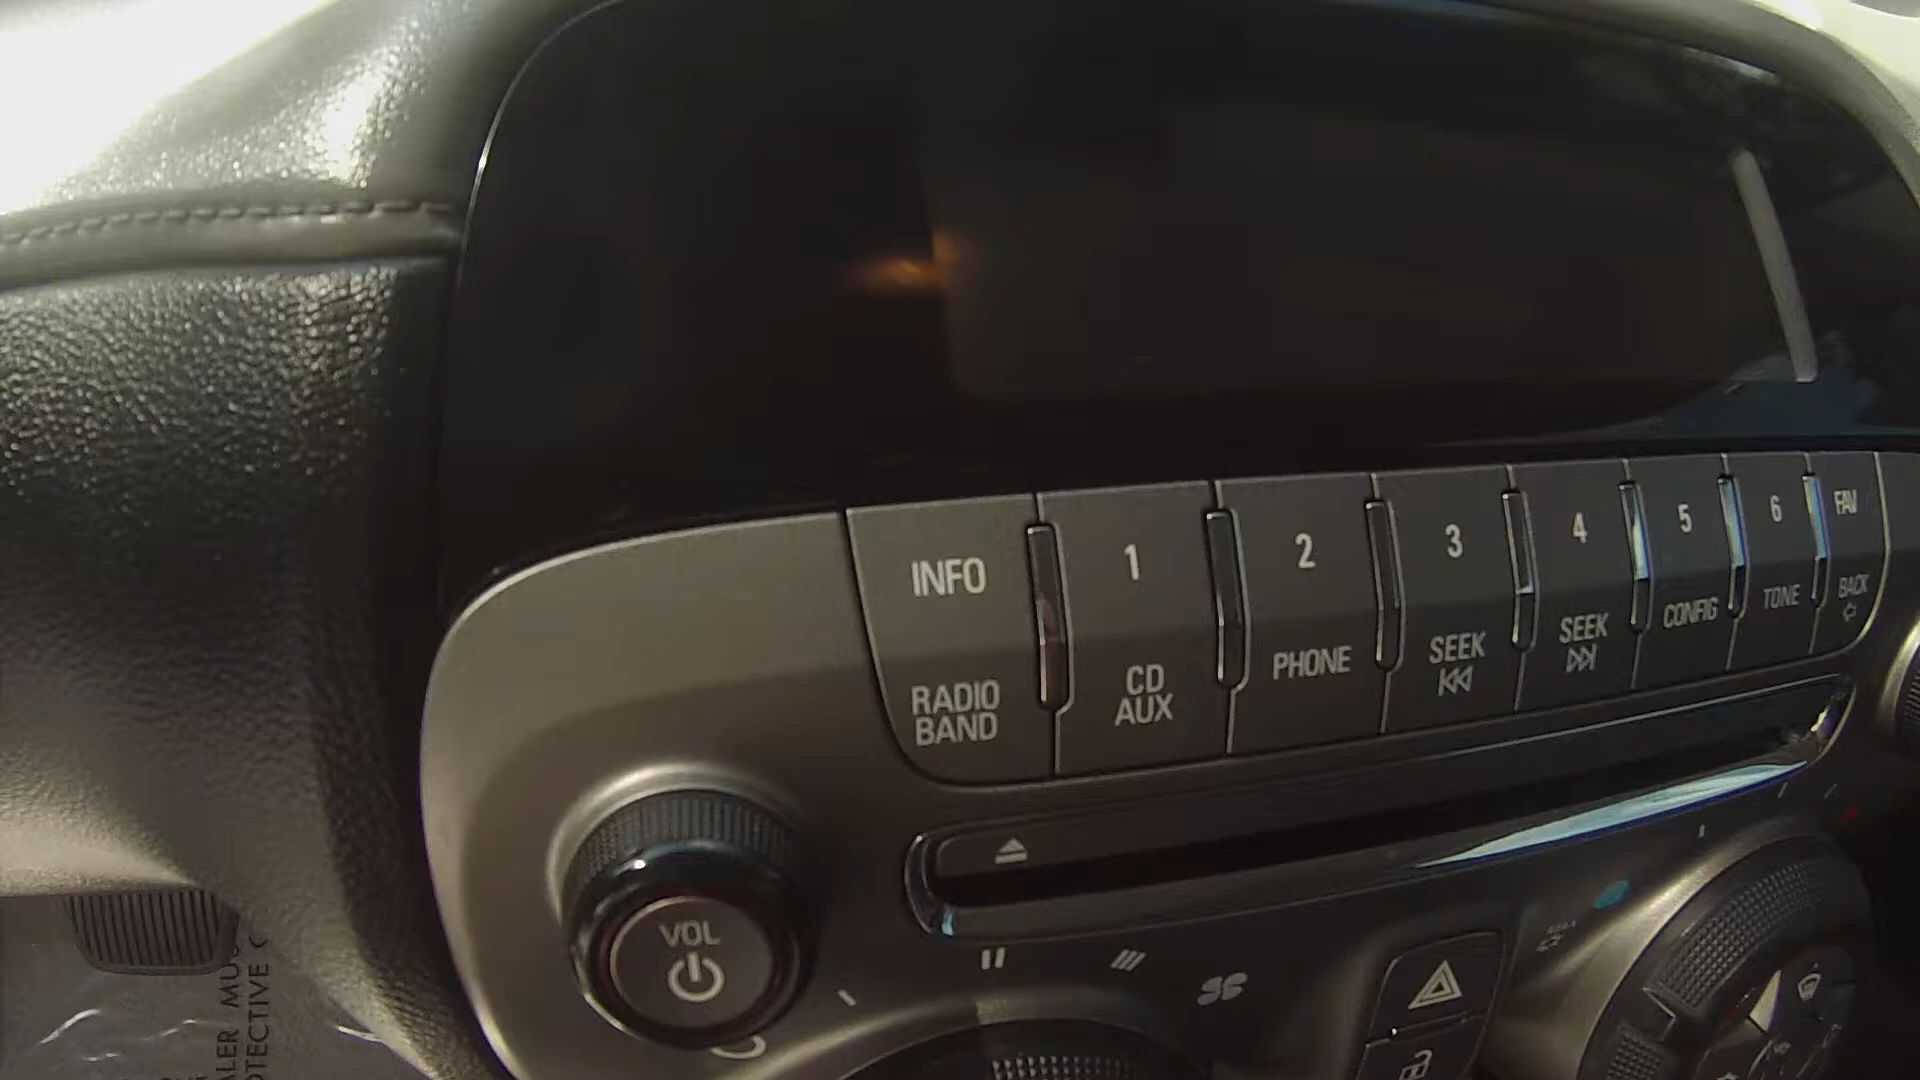 INFO
1
2
3
4
5
6
FAV
RADIO
BAND
CD
AUX
PHONE
SEEK
SEEK
CONFIG
TONE
BACK
VOL